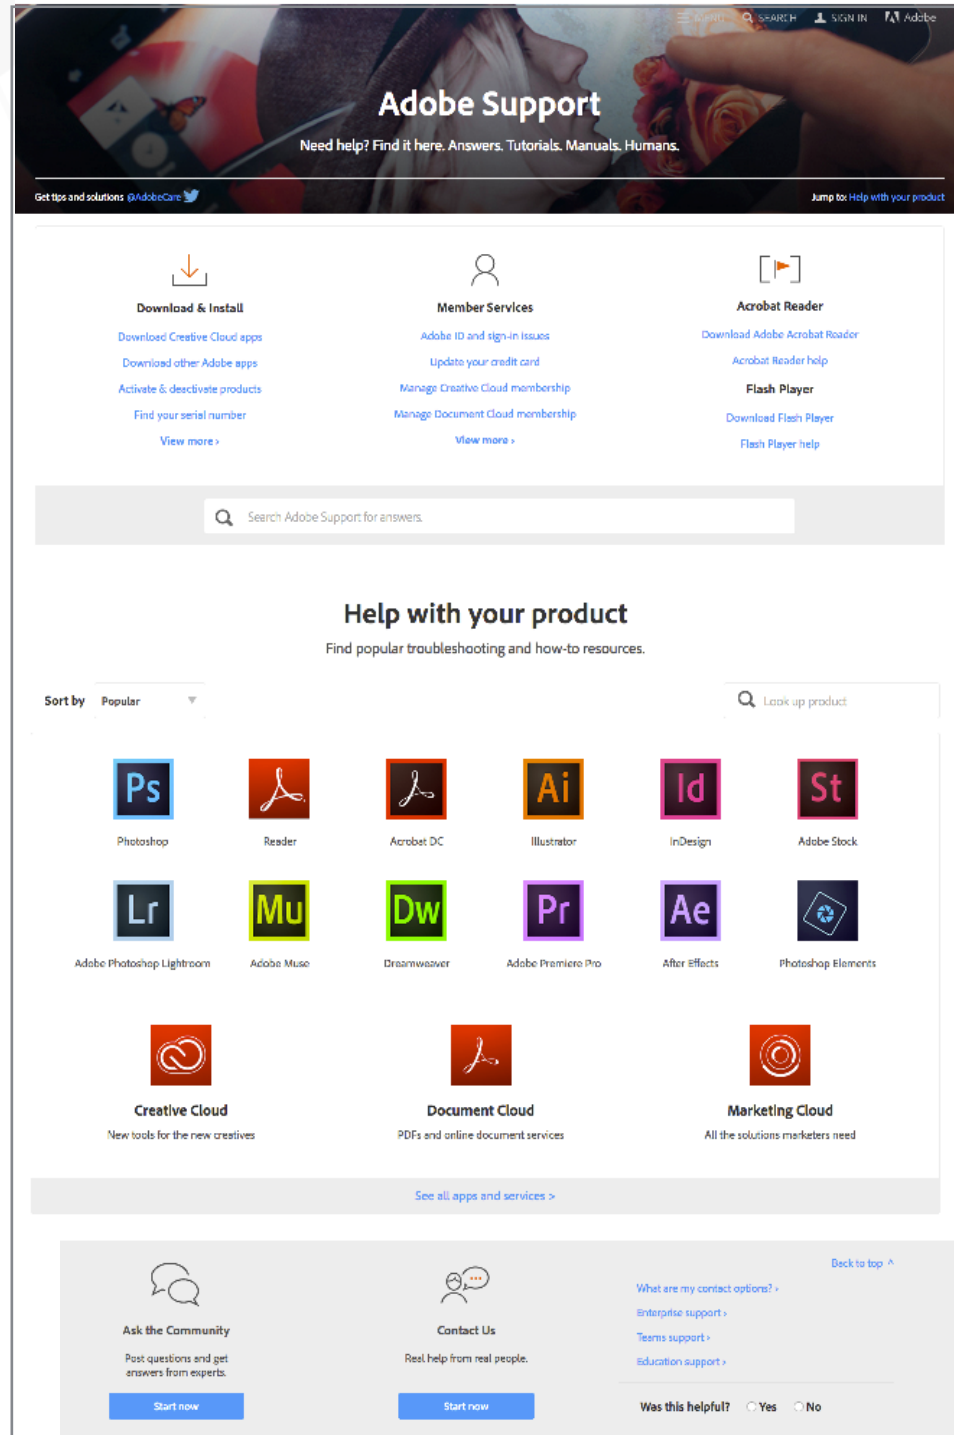 MENU SEARCH SIGN IN Adobe
Adobe Support
Need help? Find it here. Answers. Tutorials. Manuals. Humans.
Get tips and solutions @AdobeCare
Jump to: Help with your product
Download & Install
Download Creative Cloud apps
Download other Adobe apps
Activate & deactivate products
Find your serial number
View more ›
Member Services
Adobe ID and sign-in issues
Update your credit card
Manage Creative Cloud membership
Manage Document Cloud membership
View more ›
Acrobat Reader
Download Adobe Acrobat Reader
Acrobat Reader help
Flash Player
Download Flash Player
Flash Player help
Search Adobe Support for answers.
Help with your product
Find popular troubleshooting and how-to resources.
Sort by Popular
Look up product
Ps
Photoshop
Reader
Acrobat DC
Ai
Illustrator
Id
InDesign
St
Adobe Stock
Lr
Adobe Photoshop Lightroom
Mu
Adobe Muse
Dw
Dreamweaver
Pr
Adobe Premiere Pro
Ae
After Effects
Photoshop Elements
Creative Cloud
New tools for the new creatives
Document Cloud
PDFs and online document services
Marketing Cloud
All the solutions marketers need
See all apps and services >
Ask the Community
Post questions and get
answers from experts.
Start now
Contact Us
Real help from real people.
Start now
Back to top ^
What are my contact options? ›
Enterprise support ›
Teams support ›
Education support ›
Was this helpful? Yes No